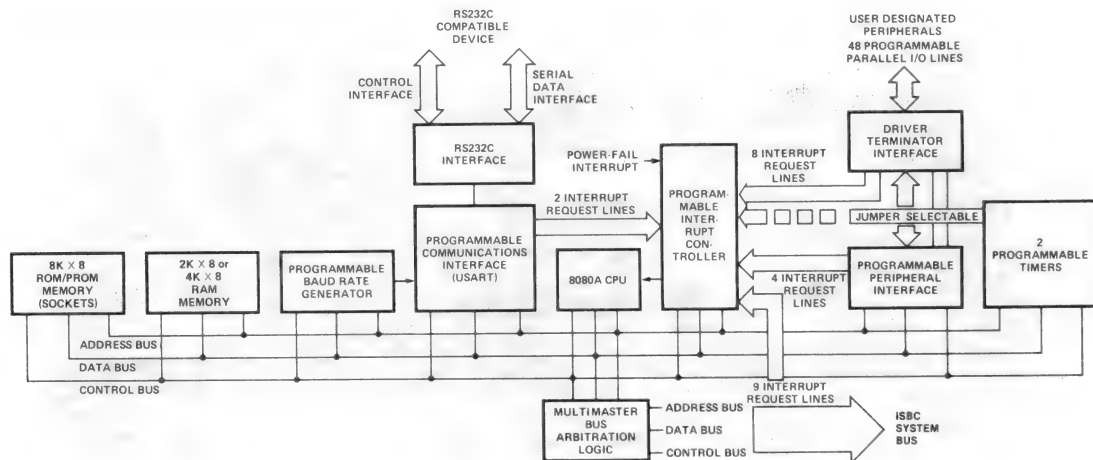 RS232C
COMPATIBLE
DEVICE
USER DESIGNATED
PERIPHERALS
48 PROGRAMMABLE
PARALLEL I/O LINES
CONTROL
INTERFACE
SERIAL
DATA
INTERFACE
RS232C
INTERFACE
POWER-FAIL
INTERRUPT
PROGRAM-
MABLE
INTER-
RUPT
CON-
TROLLER
8 INTERRUPT
REQUEST
LINES
DRIVER
TERMINATOR
INTERFACE
2 INTERRUPT
REQUEST LINES
JUMPER SELECTABLE
8K X 8
ROM/PROM
MEMORY
(SOCKETS)
2K X 8 or
4K X 8
RAM
MEMORY
PROGRAMMABLE
BAUD RATE
GENERATOR
PROGRAMMABLE
COMMUNICATIONS
INTERFACE
(USART)
8080A CPU
4 INTERRUPT
REQUEST
LINES
PROGRAMMABLE
PERIPHERAL
INTERFACE
2
PROGRAMMABLE
TIMERS
ADDRESS BUS
DATA BUS
CONTROL BUS
9 INTERRUPT
REQUEST LINES
MULTIMASTER
BUS
ARBITRATION
LOGIC
ADDRESS BUS
DATA BUS
CONTROL BUS
iSBC
SYSTEM
BUS